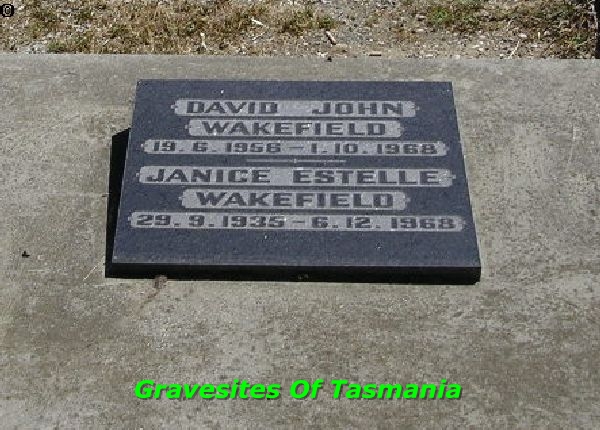 DAVID JOHN
WAKEFIELD
19. 6. 1956 - 1. 10. 1968
JANICE ESTELLE
WAKEFIELD
29. 9. 1935 - 6. 12. 1968
Gravesites Of Tasmania